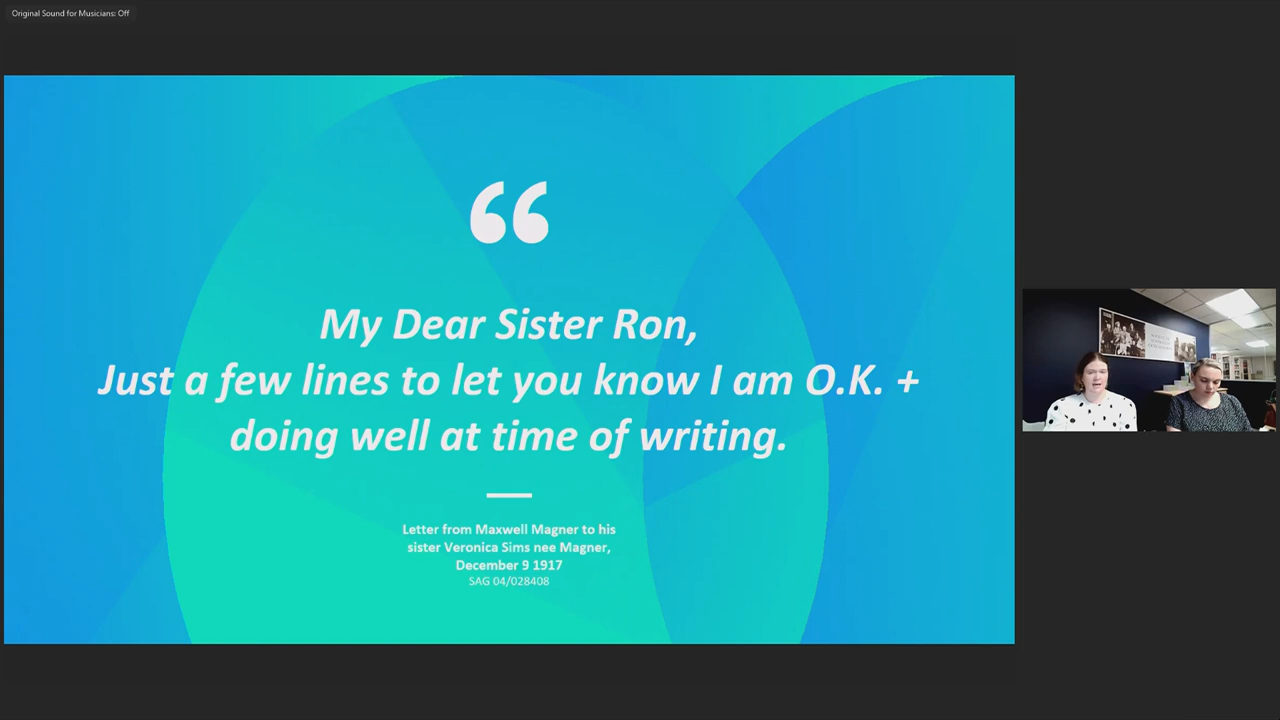 Original Sound for Musicians: Off
“
My Dear Sister Ron,
Just a few lines to let you know I am O.K. +
doing well at time of writing.
Letter from Maxwell Magner to his
sister Veronica Sims nee Magner,
December 9 1917
SAG 04/028408